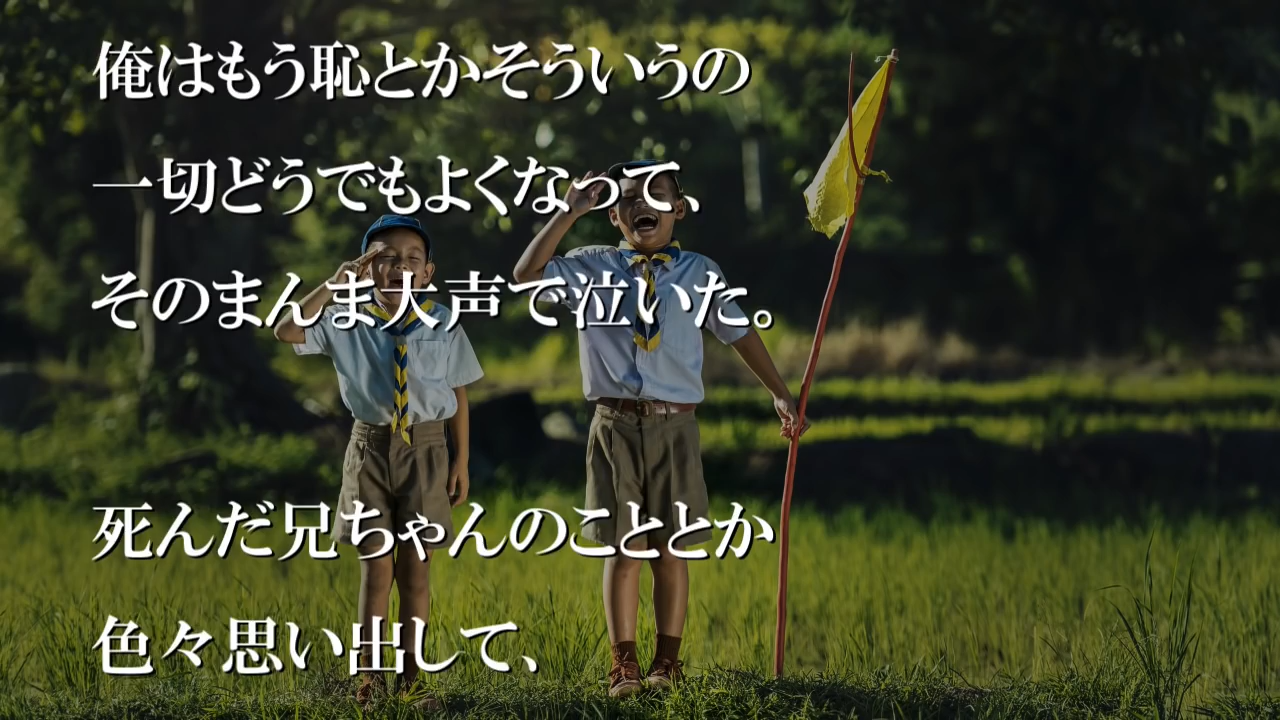 俺はもう恥とかそういうの
一切どうでもよくなって、
そのまんま大声で泣いた。
死んだ兄ちゃんのこととか
色々思い出して、